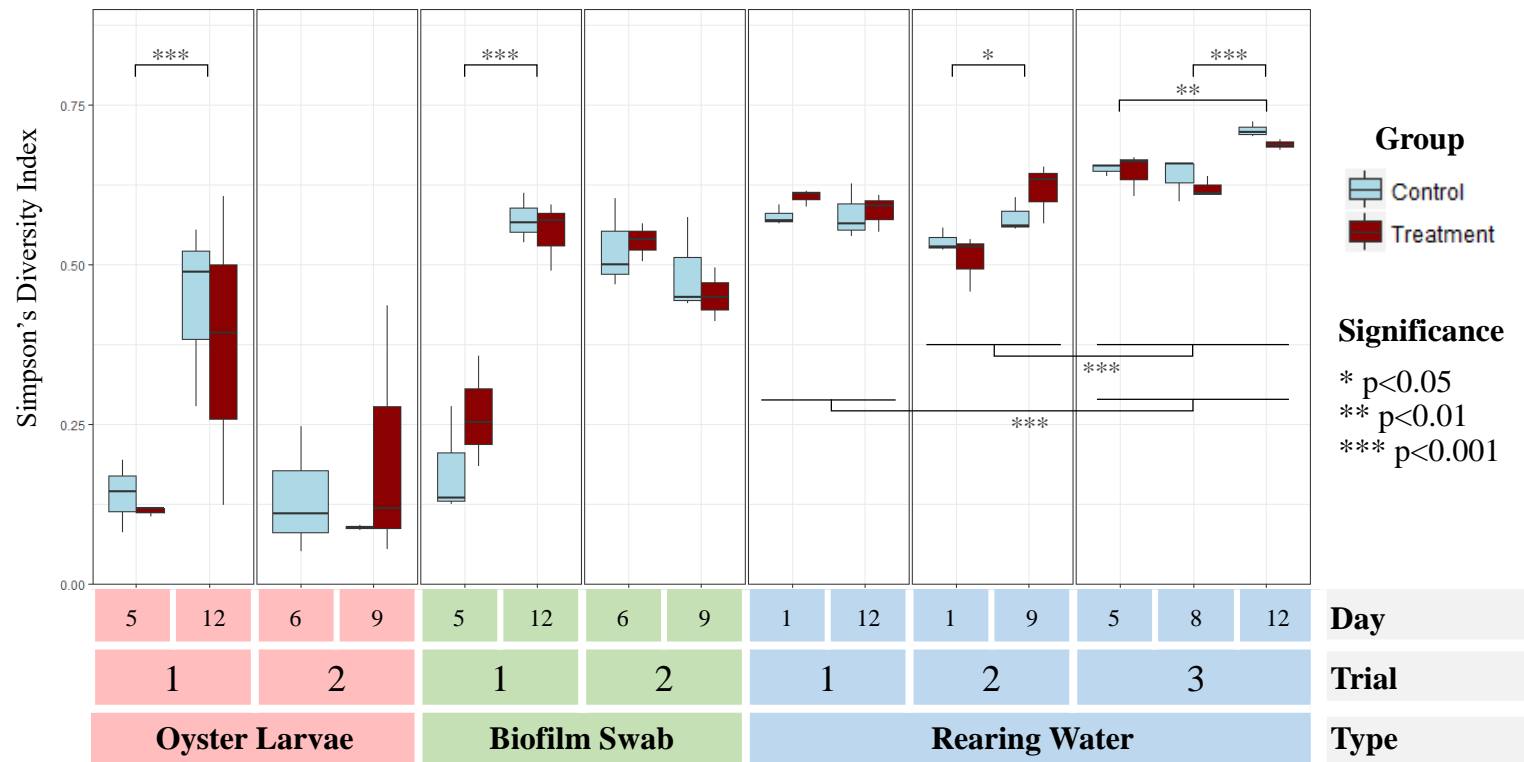 Simpson's Diversity Index
0.75
0.50
0.25
0.00
***
***
*
***
**
***
***
Group
Control
Treatment
Significance
* p<0.05
** p<0.01
*** p<0.001
5 12 6 9 5 12 6 9 1 12 1 9 5 8 12 Day
1 2 1 2 1 2 3 Trial
Oyster Larvae Biofilm Swab Rearing Water Type